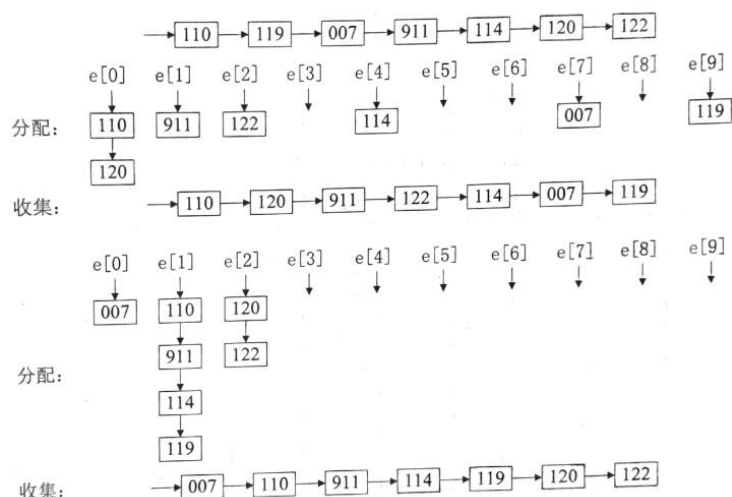 110 119 007 911 114 120 122
e[0] e[1] e[2] e[3] e[4] e[5] e[6] e[7] e[8] e[9]
分配： 110 911 122 114 007 119
120
收集： 110 120 911 122 114 007 119
e[0] e[1] e[2] e[3] e[4] e[5] e[6] e[7] e[8] e[9]
007 110 120
911 122
分配：
114
119
收集： 007 110 911 114 119 120 122